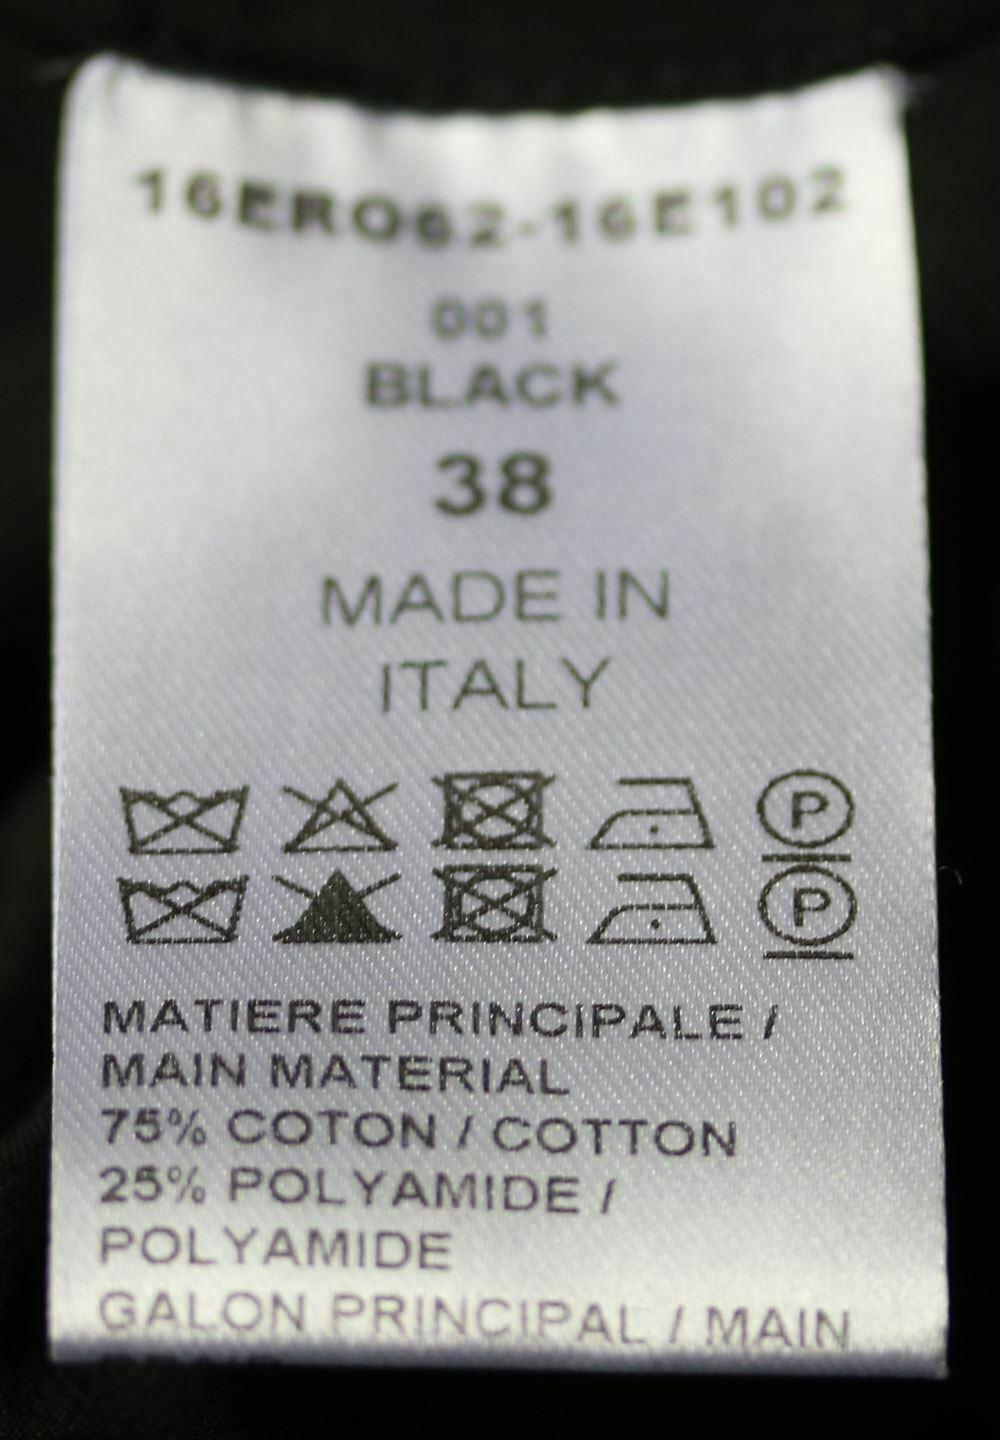 16ERO62-16E102
001
BLACK
38
MADE IN
ITALY
P
P
MATIERE PRINCIPALE /
MAIN MATERIAL
75% COTON / COTTON
25% POLYAMIDE /
POLYAMIDE
GALON PRINCIPAL / MAIN